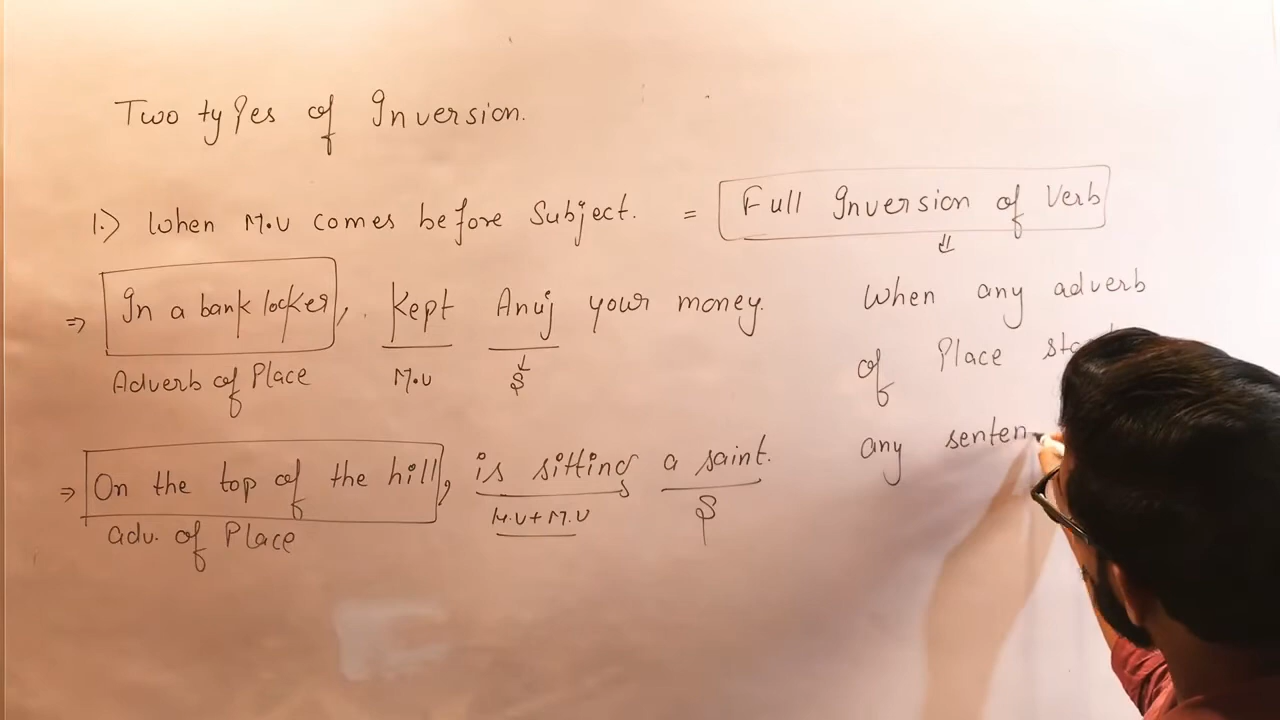 Two types of Inversion.
1.) When M.V comes before Subject. = Full Inversion of Verb
⇓
⇒ In a bank locker, . Kept Anuj your money.
Adverb of Place M.V ↓ S
⇒ On the top of the hill, is sitting a saint.
adv. of Place H.V + M.V S
When any adverb
of Place
any senten